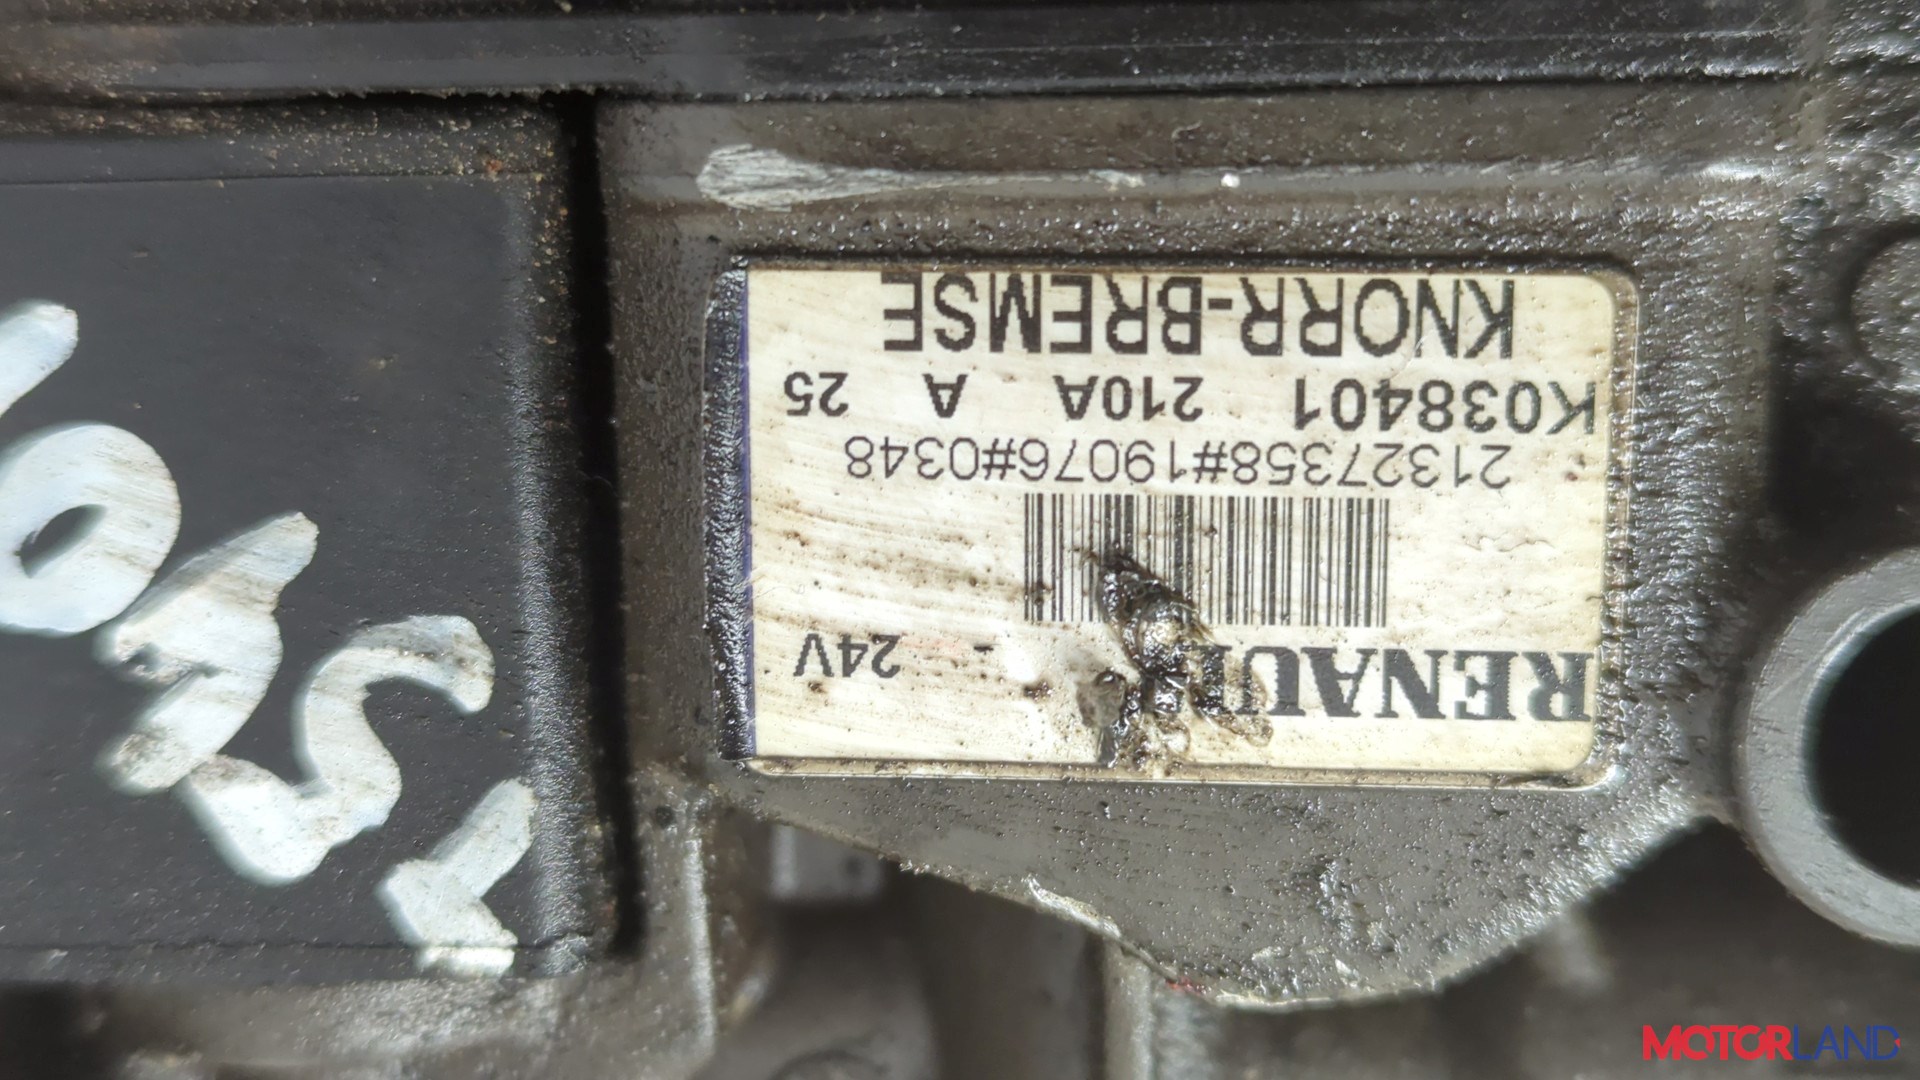 RENAULT - 24V
21327358#19076#0348
K038401 210A A 25
KNORR-BREMSE
MOTORLAND